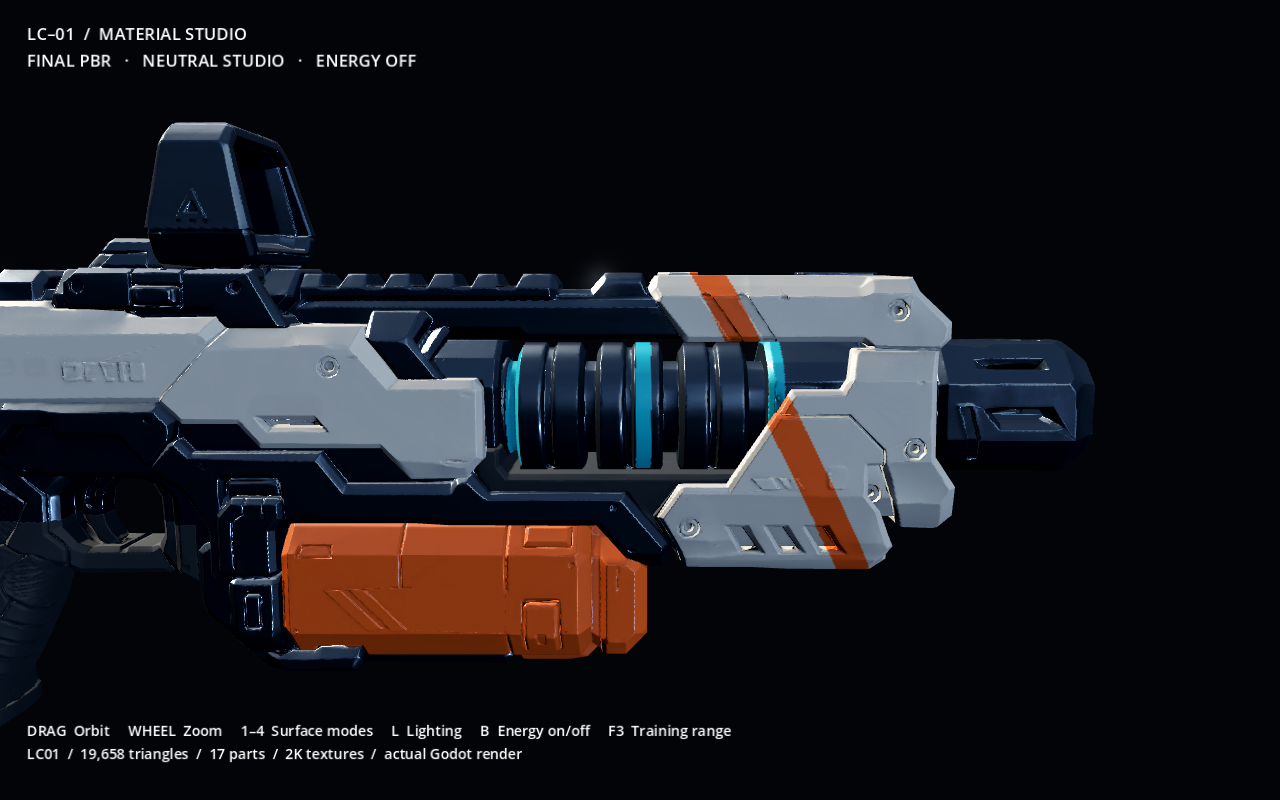 LC–01 / MATERIAL STUDIO
FINAL PBR · NEUTRAL STUDIO · ENERGY OFF
A
DRAG Orbit WHEEL Zoom 1–4 Surface modes L Lighting B Energy on/off F3 Training range
LC01 / 19,658 triangles / 17 parts / 2K textures / actual Godot render